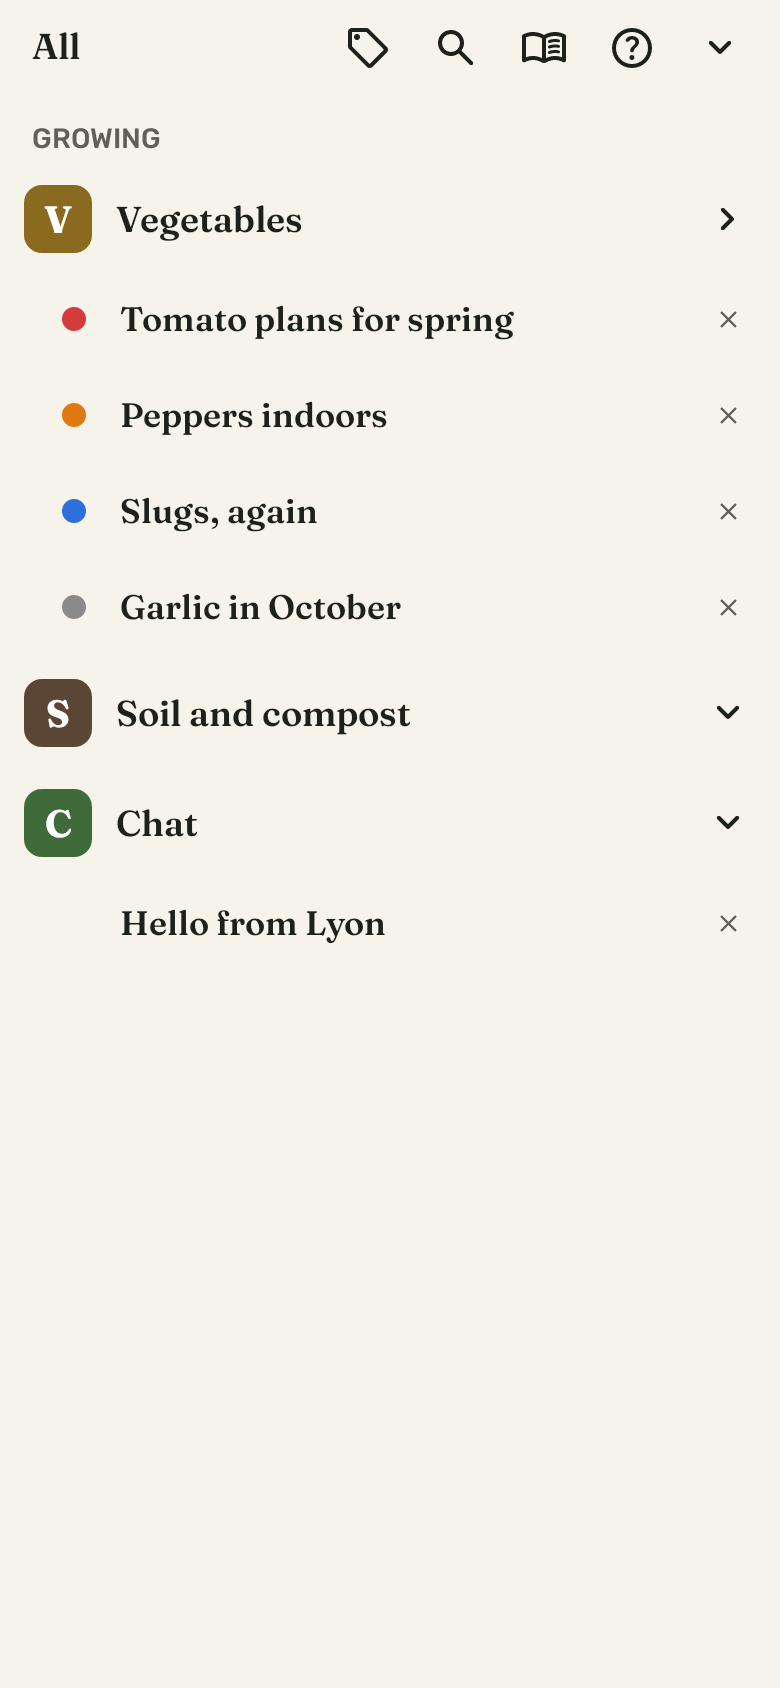 All
GROWING
V Vegetables
Tomato plans for spring
Peppers indoors
Slugs, again
Garlic in October
S Soil and compost
C Chat
Hello from Lyon